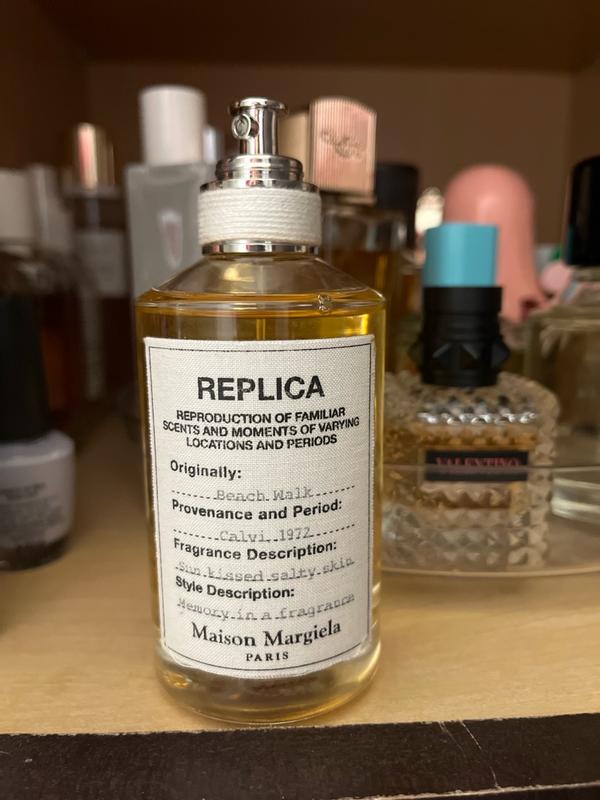 REPLICA
REPRODUCTION OF FAMILIAR
SCENTS AND MOMENTS OF VARYING
LOCATIONS AND PERIODS
Originally:
Beach Walk
Provenance and Period:
Calvi 1972
Fragrance Description:
Sun kissed salty skin
Style Description:
Memory in a fragrance
Maison Margiela
PARIS
VALENTINO